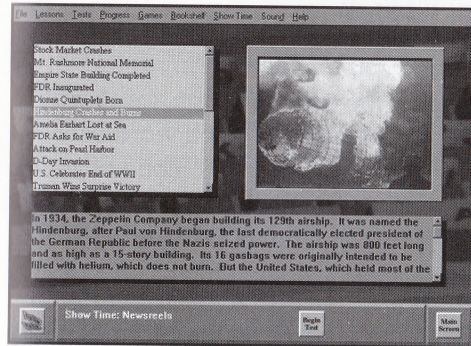 File Lessons Tests Progress Games Bookshelf Show Time Sound Help
Stock Market Crashes
Mt. Rushmore National Memorial
Empire State Building Completed
FDR Inaugurated
Dionne Quintuplets Born
Hindenburg Crashes and Burns
Amelia Earhart Lost at Sea
FDR Asks for War Aid
Attack on Pearl Harbor
D-Day Invasion
U.S. Celebrates End of WWII
Truman Wins Surprise Victory
In 1934, the Zeppelin Company began building its 129th airship. It was named the
Hindenburg, after Paul von Hindenburg, the last democratically elected president of
the German Republic before the Nazis seized power. The airship was 800 feet long
and as high as a 15-story building. Its 16 gasbags were originally intended to be
filled with helium, which does not burn. But the United States, which held most of the
Show Time: Newsreels
Begin
Test
Main
Screen